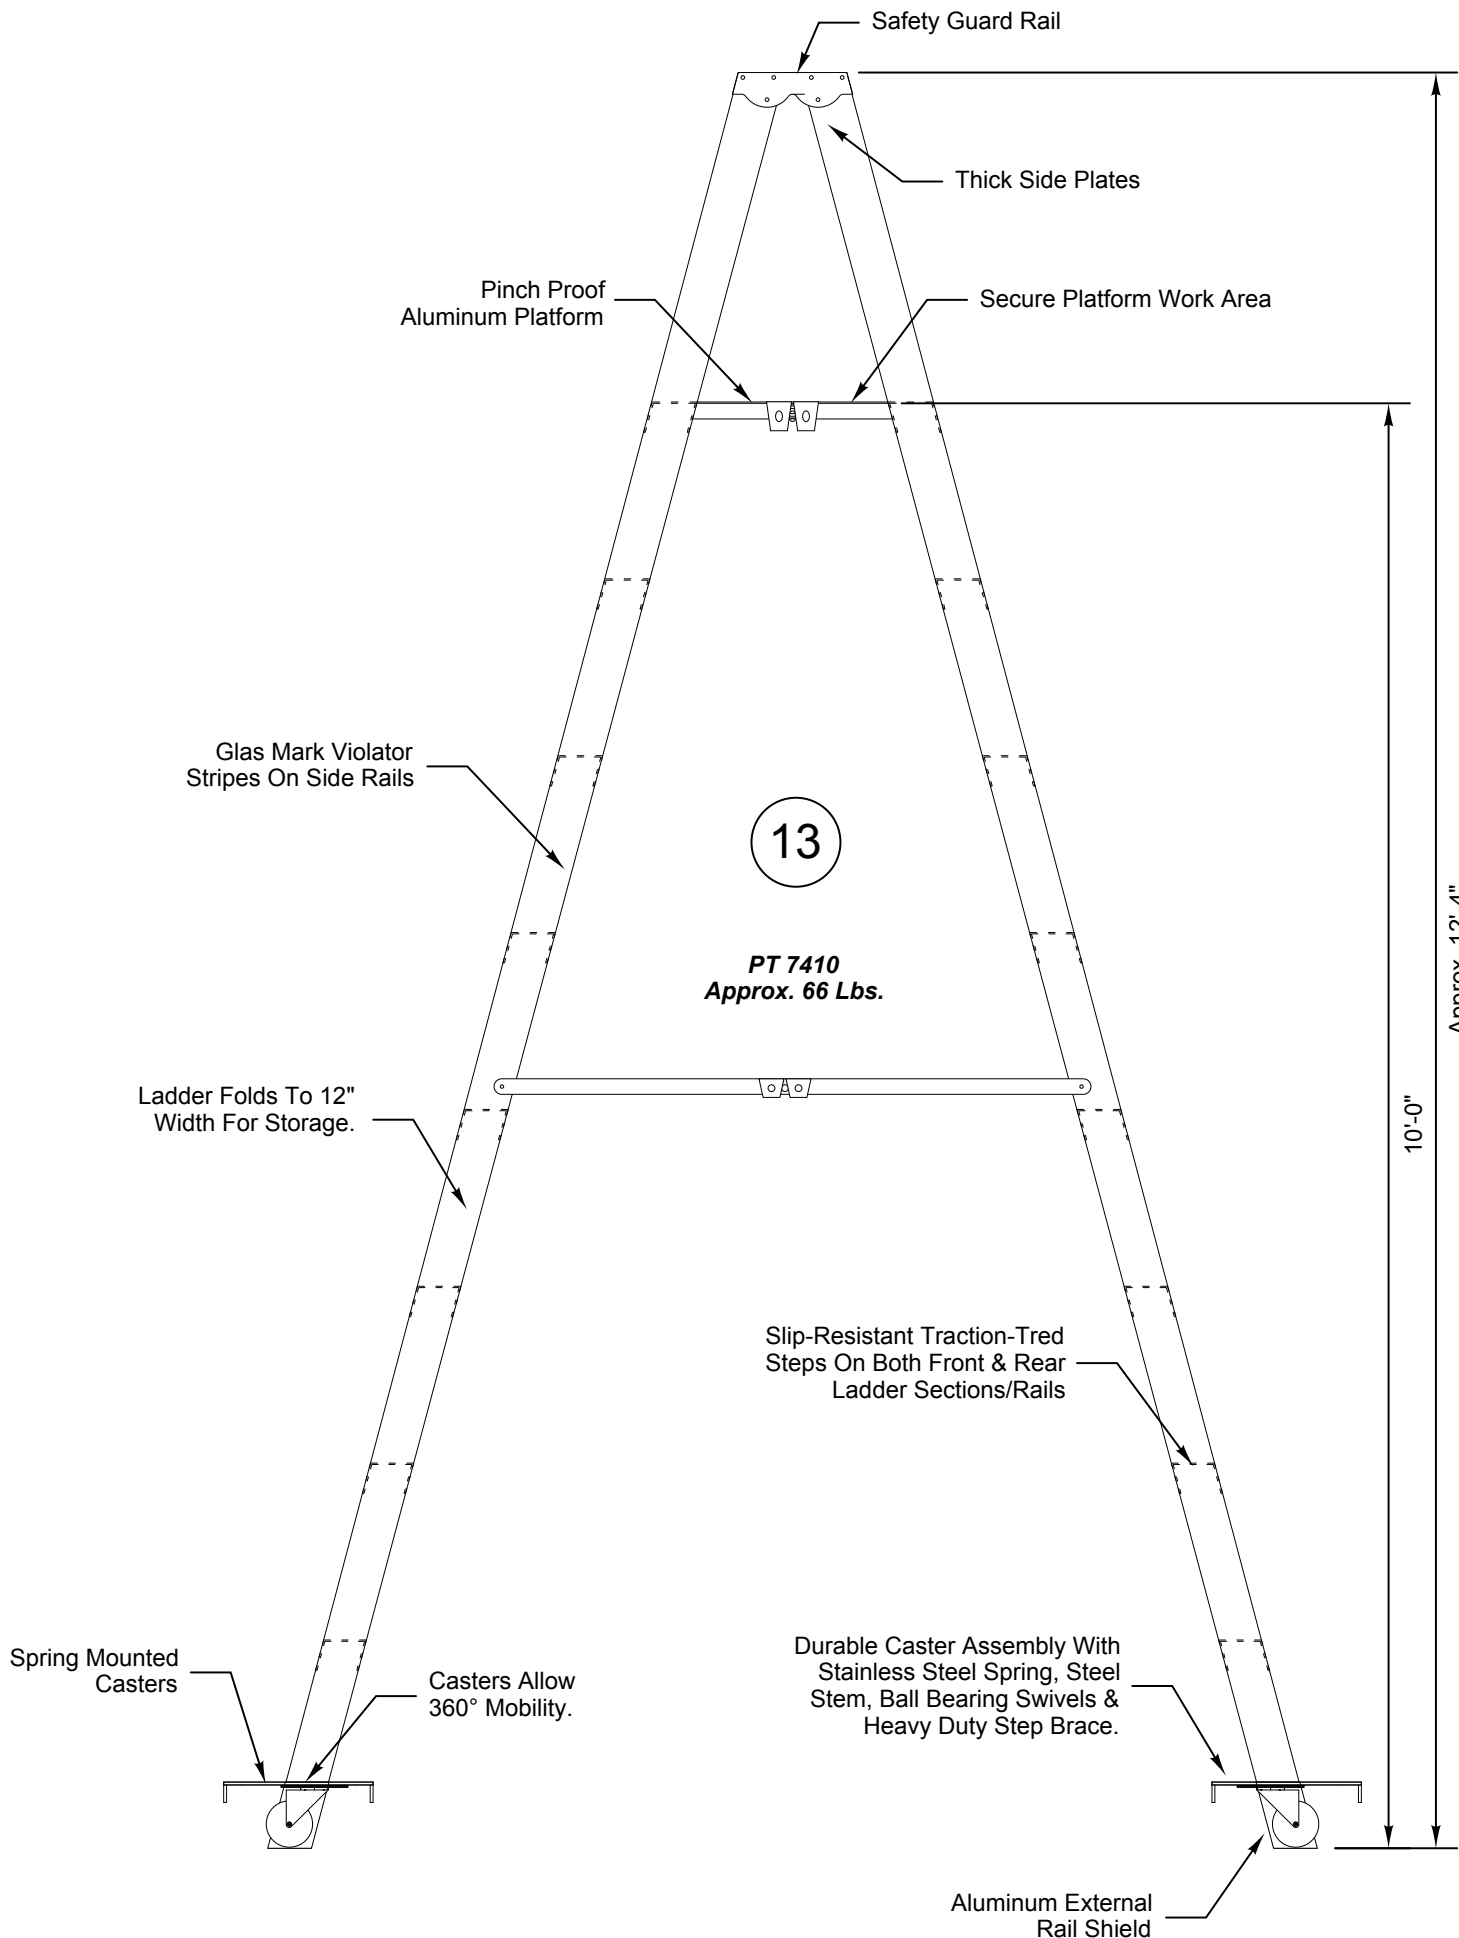 Safety Guard Rail
Thick Side Plates
Pinch Proof
Aluminum Platform
Secure Platform Work Area
Glas Mark Violator
Stripes On Side Rails
13
PT 7410
Approx. 66 Lbs.
Approx. 12'-4"
10'-0"
Ladder Folds To 12"
Width For Storage.
Slip-Resistant Traction-Tred
Steps On Both Front & Rear
Ladder Sections/Rails
Spring Mounted
Casters
Casters Allow
360° Mobility.
Durable Caster Assembly With
Stainless Steel Spring, Steel
Stem, Ball Bearing Swivels &
Heavy Duty Step Brace.
Aluminum External
Rail Shield